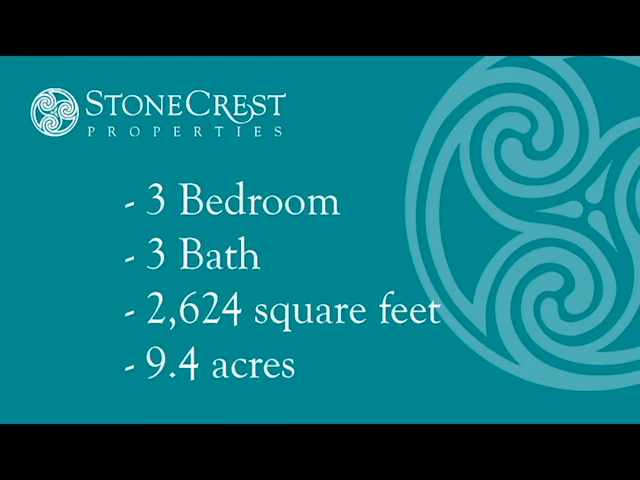 STONECREST
PROPERTIES
- 3 Bedroom
- 3 Bath
- 2,624 square feet
- 9.4 acres